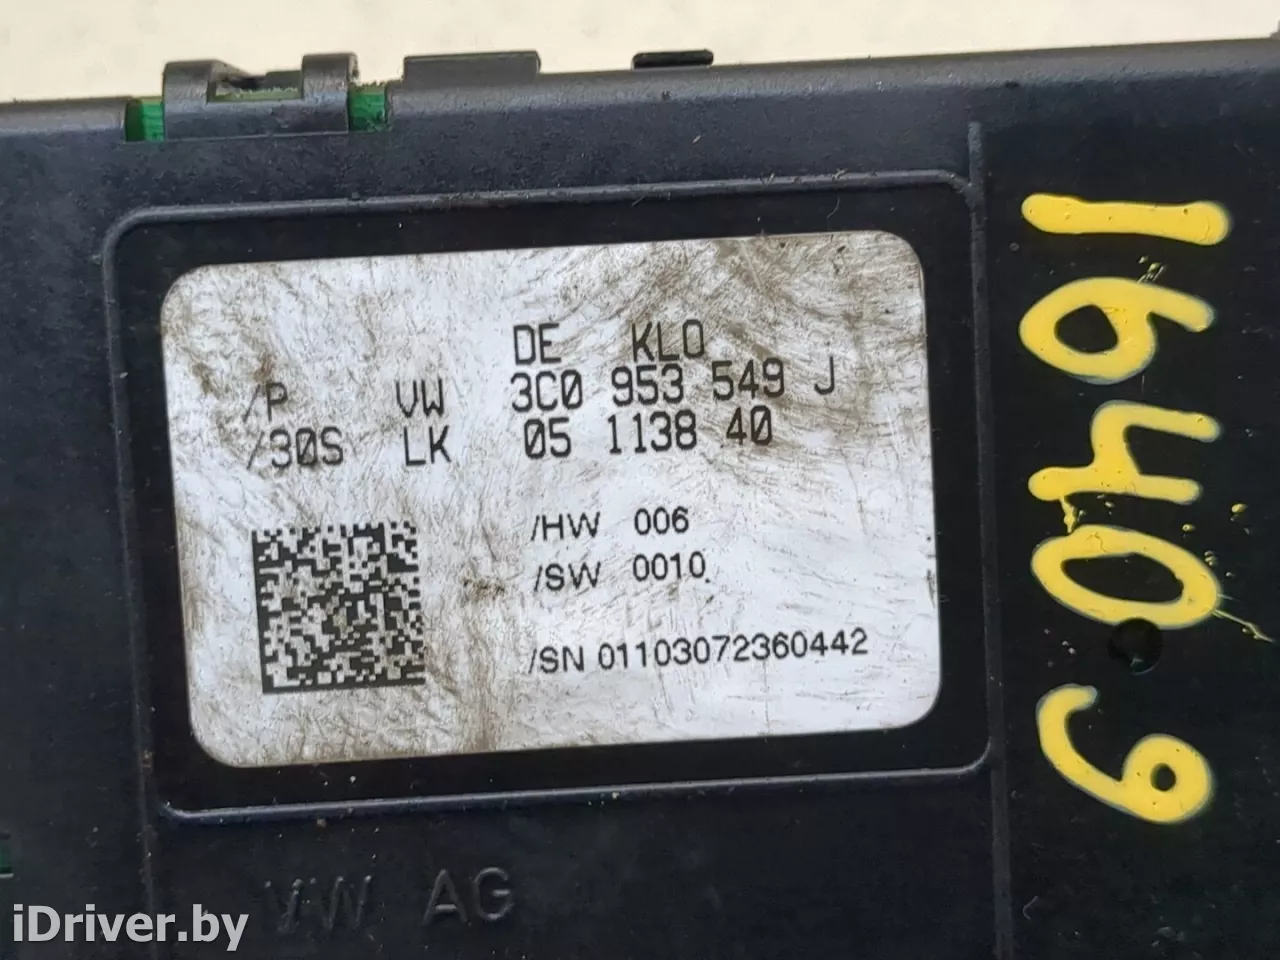 DE KLO
/P VW 3C0 953 549 J
/30S LK 05 1138 40
/HW 006
/SW 0010
/SN 01103072360442
VW AG
16409
iDriver.by